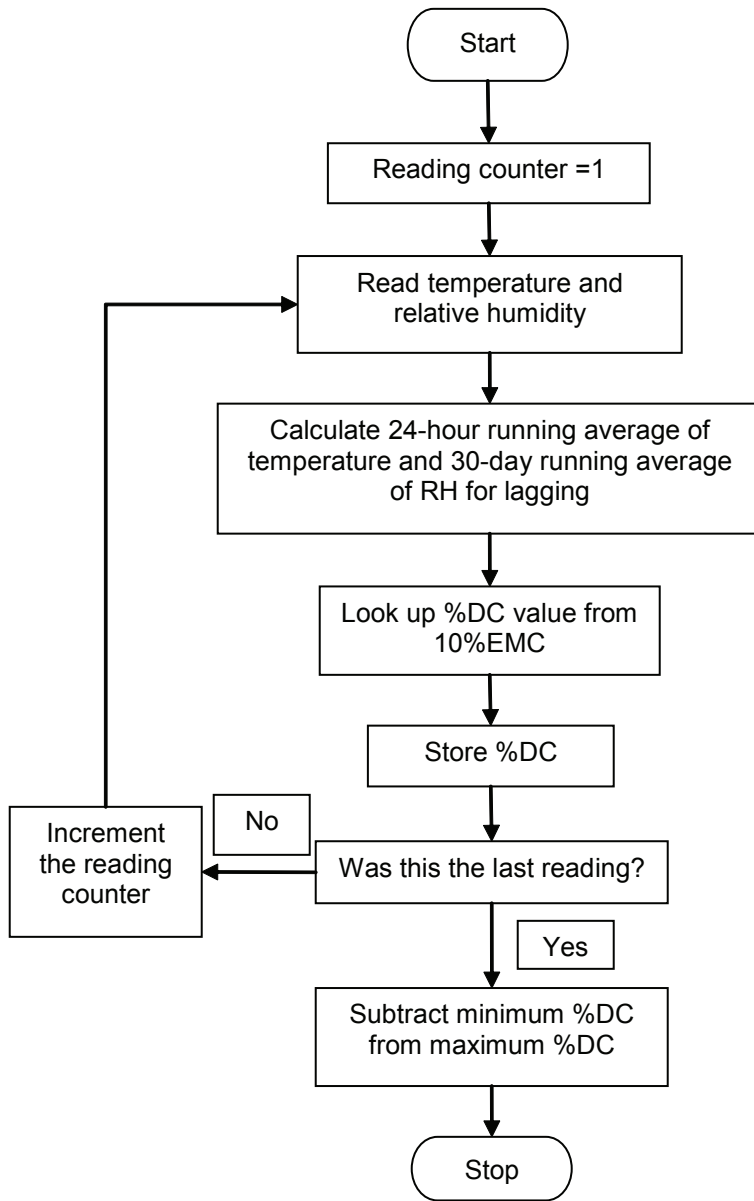 Start
Reading counter =1
Read temperature and
relative humidity
Calculate 24-hour running average of
temperature and 30-day running average
of RH for lagging
Look up %DC value from
10%EMC
Store %DC
Was this the last reading?
No
Increment
the reading
counter
Yes
Subtract minimum %DC
from maximum %DC
Stop